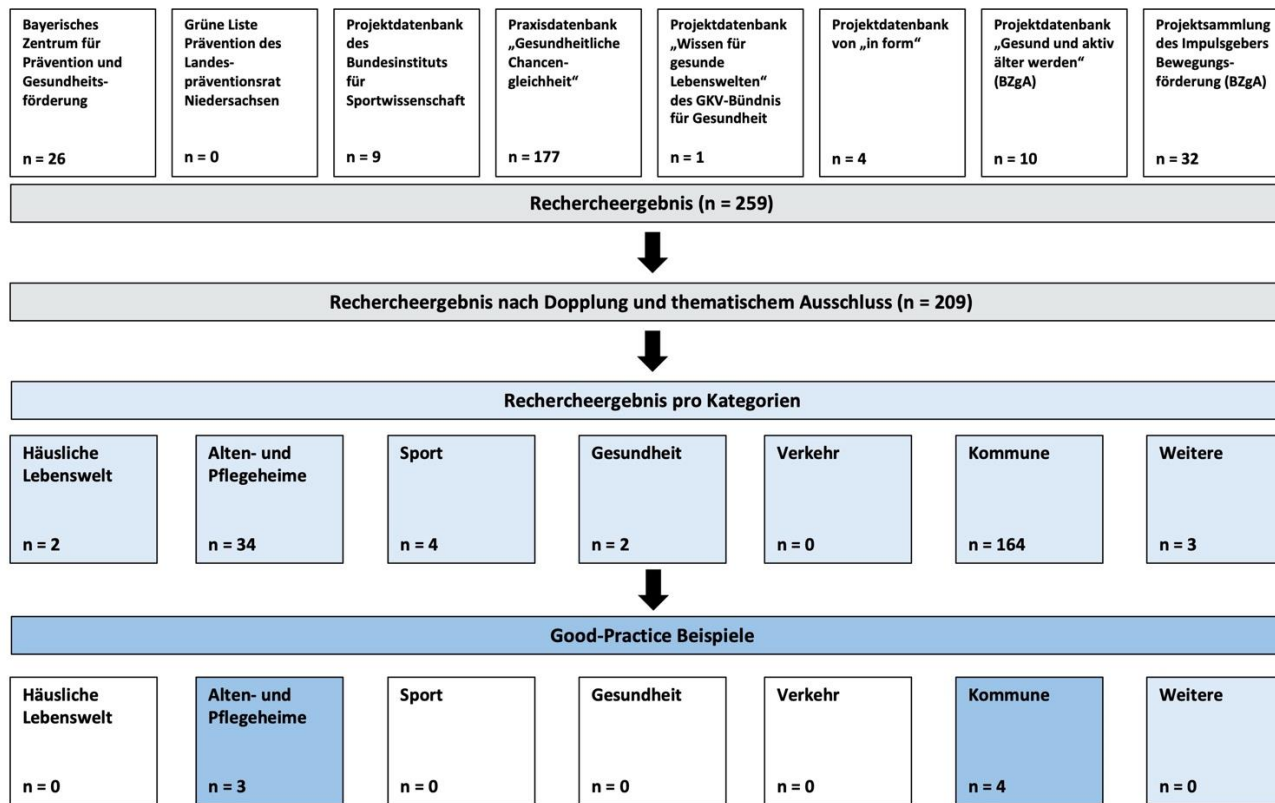 Bayerisches
Zentrum für
Prävention und
Gesundheits-
förderung
n = 26
Grüne Liste
Prävention des
Landes-
präventionsrat
Niedersachsen
n = 0
Projektdatenbank
des
Bundesinstituts
für
Sportwissenschaft
n = 9
Praxisdatenbank
„Gesundheitliche
Chancen-
gleichheit“
n = 177
Projektdatenbank
„Wissen für
gesunde
Lebenswelten“
des GKV-Bündnis
für Gesundheit
n = 1
Projektdatenbank
von „in form“
n = 4
Projektdatenbank
„Gesund und aktiv
älter werden“
(BZgA)
n = 10
Projektsammlung
des Impulsgebers
Bewegungs-
förderung (BZgA)
n = 32
Rechercheergebnis (n = 259)
Rechercheergebnis nach Dopplung und thematischem Ausschluss (n = 209)
Rechercheergebnis pro Kategorien
Häusliche
Lebenswelt
n = 2
Alten- und
Pflegeheime
n = 34
Sport
n = 4
Gesundheit
n = 2
Verkehr
n = 0
Kommune
n = 164
Weitere
n = 3
Good-Practice Beispiele
Häusliche
Lebenswelt
n = 0
Alten- und
Pflegeheime
n = 3
Sport
n = 0
Gesundheit
n = 0
Verkehr
n = 0
Kommune
n = 4
Weitere
n = 0